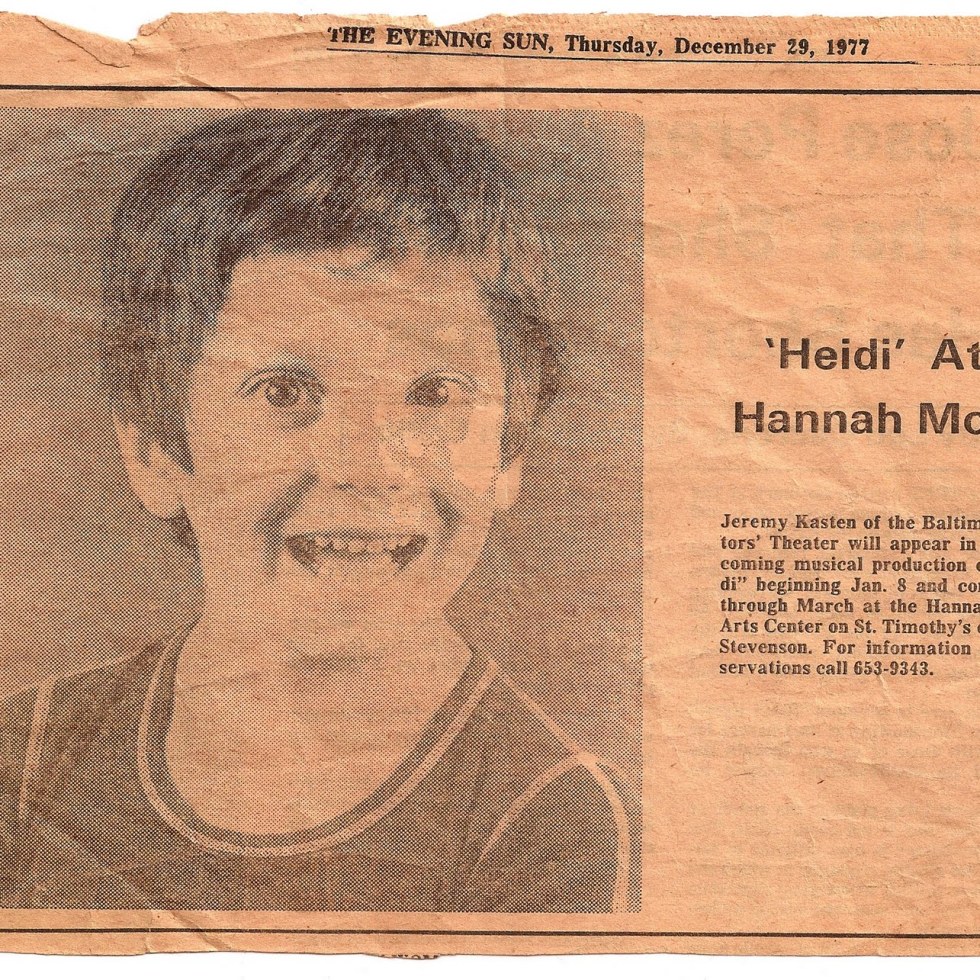 THE EVENING SUN, Thursday, December 29, 1977
'Heidi' At
Hannah Mo
Jeremy Kasten of the Baltim
tors' Theater will appear in
coming musical production
di" beginning Jan. 8 and con
through March at the Hanna
Arts Center on St. Timothy's
Stevenson. For information
servations call 653-9343.